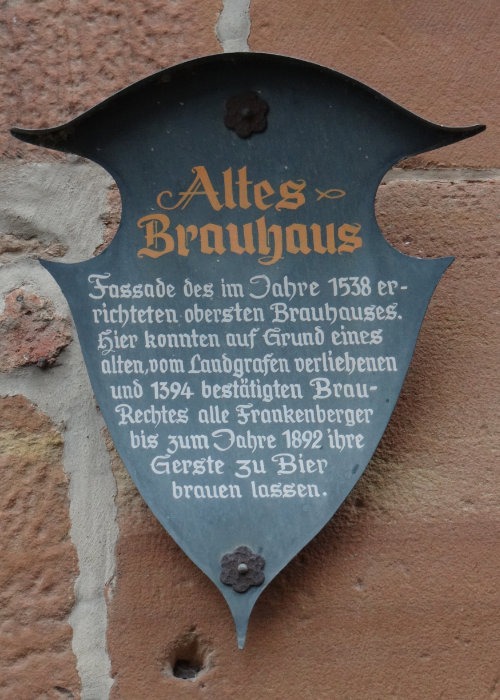 Altes
Brauhaus
Fassade des im Jahre 1538 er-
richteten obersten Brauhauses.
Hier konnten auf Grund eines
alten, vom Landgrafen verliehenen
und 1394 bestätigten Brau-
Rechtes alle Frankenberger
bis zum Jahre 1892 ihre
Gerste zu Bier
brauen lassen.